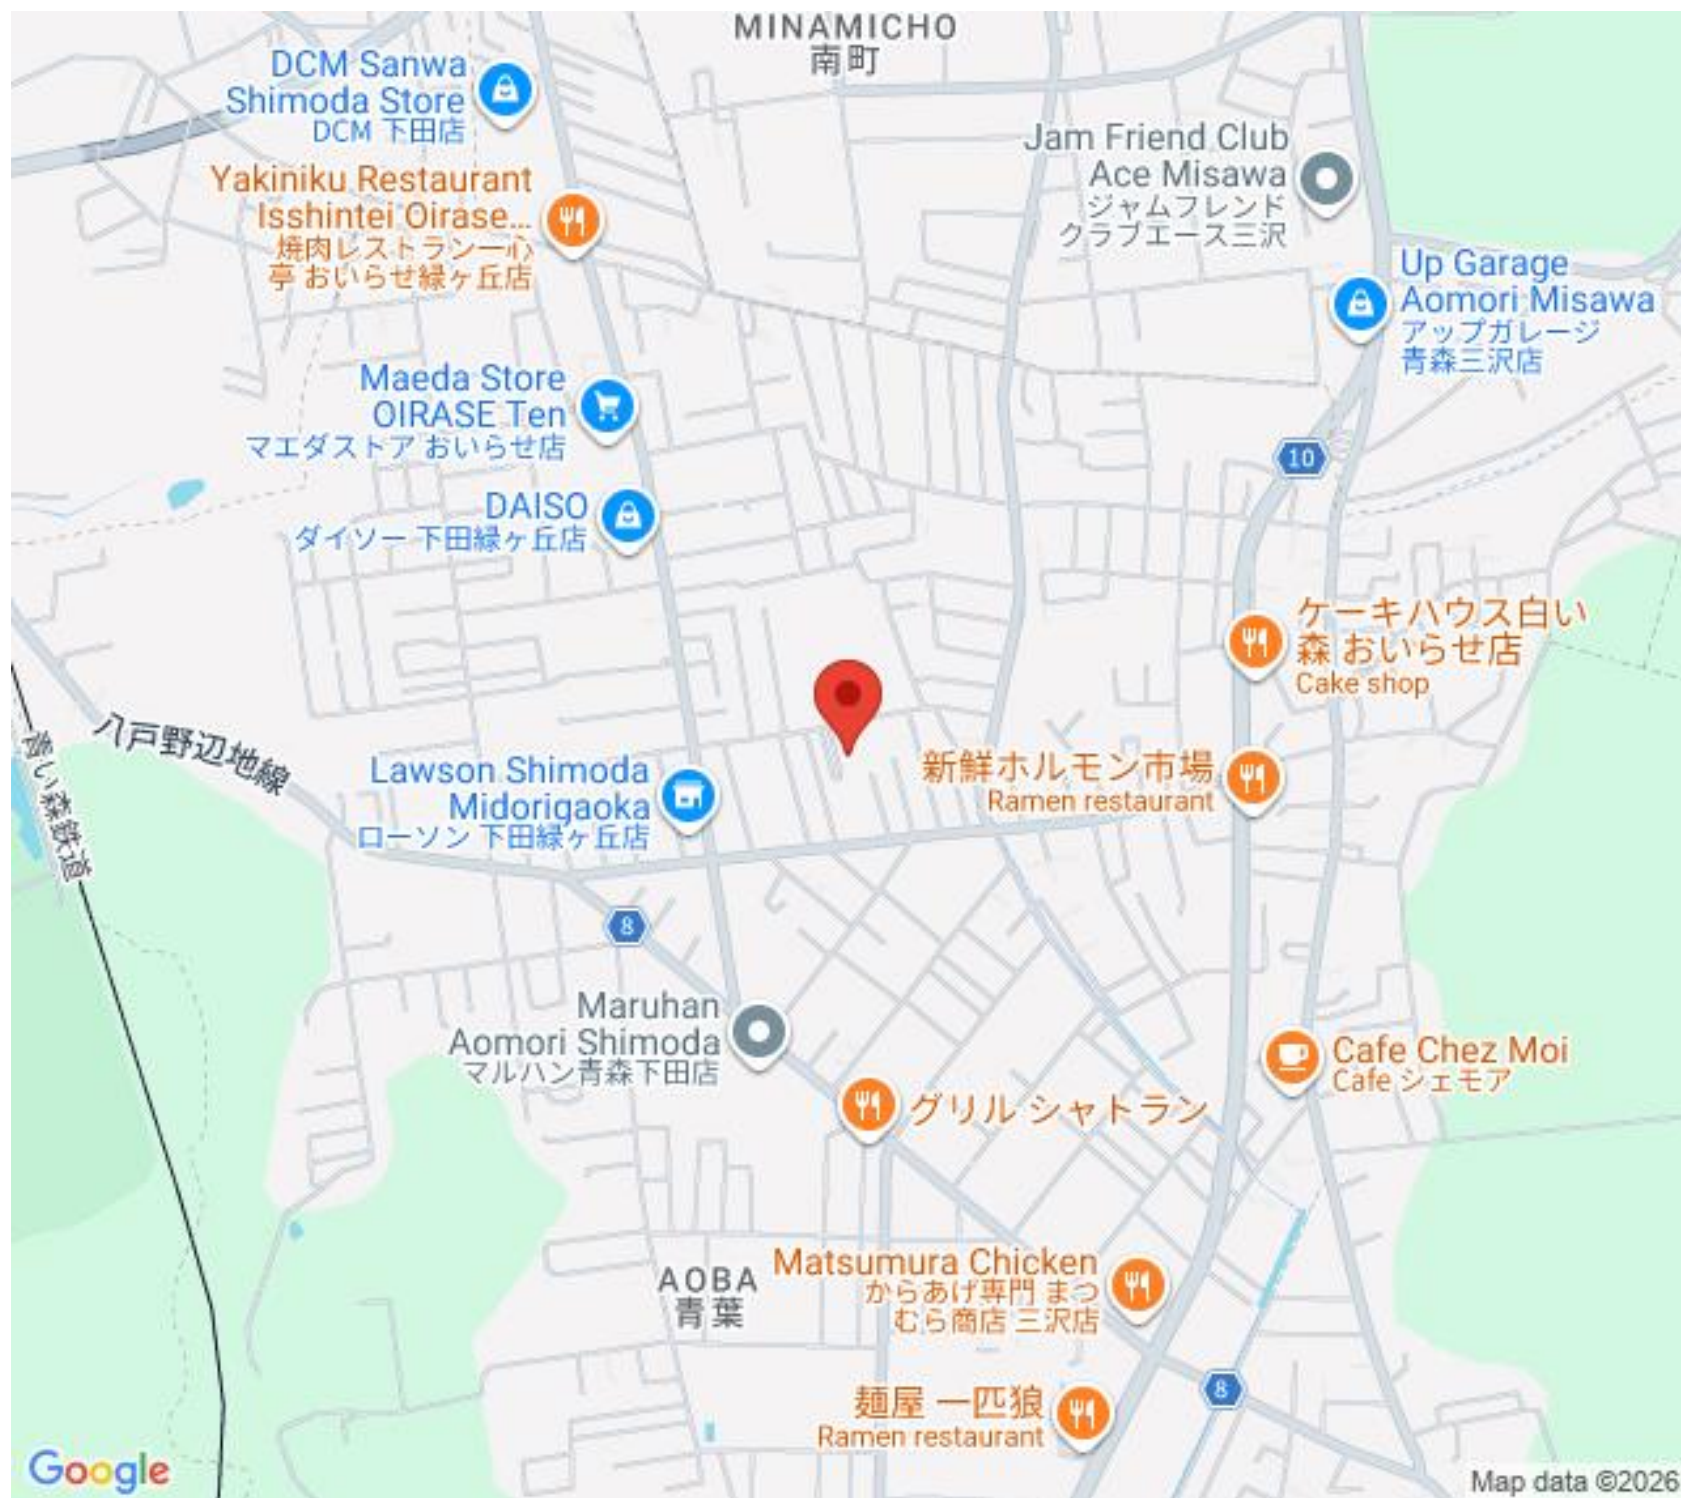 MINAMICHO
南町
DCM Sanwa
Shimoda Store
DCM 下田店
Jam Friend Club
Ace Misawa
ジャムフレンド
クラブエース三沢
Yakiniku Restaurant
Isshintei Oirase...
焼肉レストラン一心
亭 おいらせ緑ヶ丘店
Up Garage
Aomori Misawa
アップガレージ
青森三沢店
Maeda Store
OIRASE Ten
マエダストア おいらせ店
10
DAISO
ダイソー 下田緑ヶ丘店
ケーキハウス白い
森 おいらせ店
Cake shop
八戸野辺地線
青い森鉄道
Lawson Shimoda
Midorigaoka
ローソン 下田緑ヶ丘店
新鮮ホルモン市場
Ramen restaurant
8
Maruhan
Aomori Shimoda
マルハン青森下田店
Cafe Chez Moi
Cafe シェモア
グリル シャトラン
AOBA
青葉
Matsumura Chicken
からあげ専門 まつ
むら商店 三沢店
8
麺屋 一匹狼
Ramen restaurant
Google
Map data ©2026